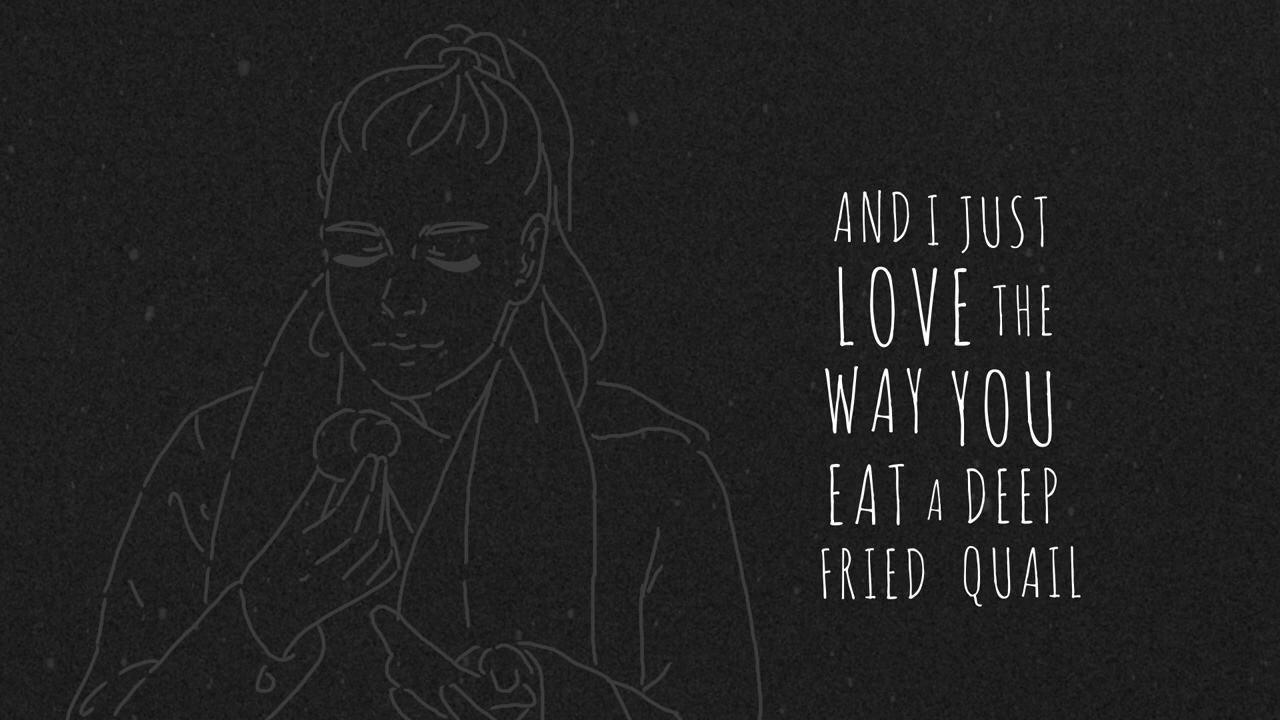 AND I JUST
LOVE THE
WAY YOU
EAT A DEEP
FRIED QUAIL